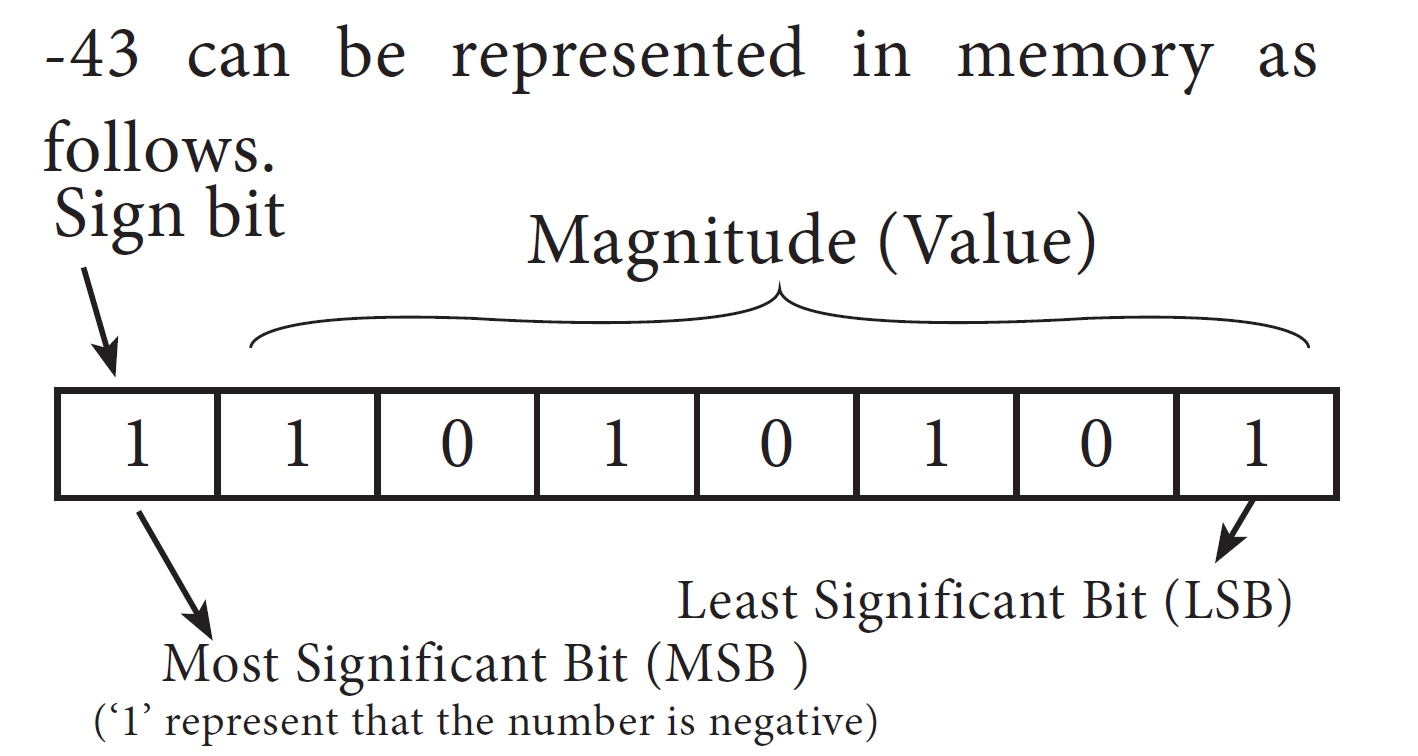 -43 can be represented in memory as
follows.
Sign bit
Magnitude (Value)
1 1 0 1 0 1 0 1
Least Significant Bit (LSB)
Most Significant Bit (MSB )
(‘1’ represent that the number is negative)